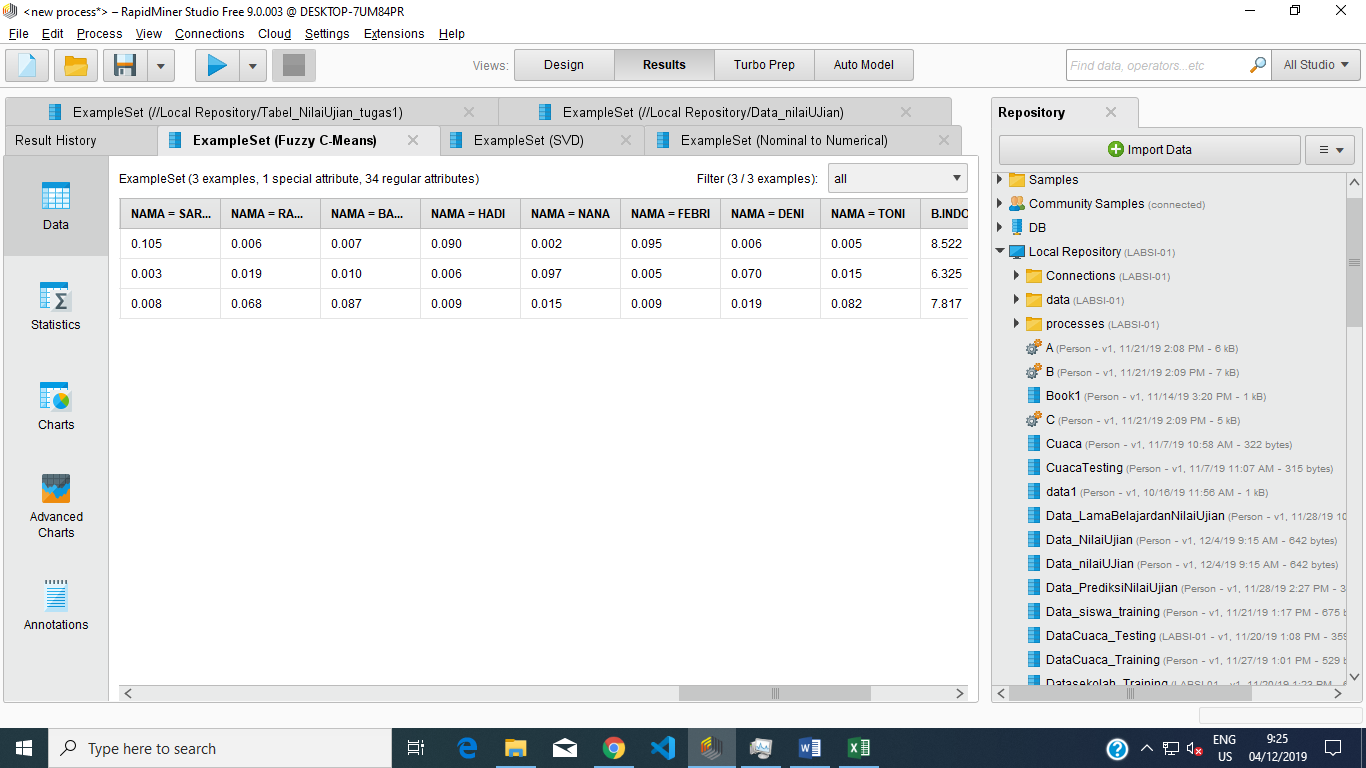 <new process*> – RapidMiner Studio Free 9.0.003 @ DESKTOP-7UM84PR
File Edit Process View Connections Cloud Settings Extensions Help
Views: Design Results Turbo Prep Auto Model Find data, operators...etc All Studio
ExampleSet (//Local Repository/Tabel_NilaiUjian_tugas1) ExampleSet (//Local Repository/Data_nilaiUJian)
Result History ExampleSet (Fuzzy C-Means) ExampleSet (SVD) ExampleSet (Nominal to Numerical)
ExampleSet (3 examples, 1 special attribute, 34 regular attributes) Filter (3 / 3 examples): all
NAMA = SAR... NAMA = RA... NAMA = BA... NAMA = HADI NAMA = NANA NAMA = FEBRI NAMA = DENI NAMA = TONI B.INDO
0.105 0.006 0.007 0.090 0.002 0.095 0.006 0.005 8.522
0.003 0.019 0.010 0.006 0.097 0.005 0.070 0.015 6.325
0.008 0.068 0.087 0.009 0.015 0.009 0.019 0.082 7.817
Data
Statistics
Charts
Advanced
Charts
Annotations
Repository
Import Data
Samples
Community Samples (connected)
DB
Local Repository (LABSI-01)
Connections (LABSI-01)
data (LABSI-01)
processes (LABSI-01)
A (Person - v1, 11/21/19 2:08 PM - 6 kB)
B (Person - v1, 11/21/19 2:09 PM - 7 kB)
Book1 (Person - v1, 11/14/19 3:20 PM - 1 kB)
C (Person - v1, 11/21/19 2:09 PM - 5 kB)
Cuaca (Person - v1, 11/7/19 10:58 AM - 322 bytes)
CuacaTesting (Person - v1, 11/7/19 11:07 AM - 315 bytes)
data1 (Person - v1, 10/16/19 11:56 AM - 1 kB)
Data_LamaBelajardanNilaiUjian (Person - v1, 11/28/19 10
Data_NilaiUjian (Person - v1, 12/4/19 9:15 AM - 642 bytes)
Data_nilaiUJian (Person - v1, 12/4/19 9:15 AM - 642 bytes)
Data_PrediksiNilaiUjian (Person - v1, 11/28/19 2:27 PM - 3
Data_siswa_training (Person - v1, 11/21/19 1:17 PM - 675 b
DataCuaca_Testing (LABSI-01 - v1, 11/20/19 1:08 PM - 359
DataCuaca_Training (Person - v1, 11/27/19 1:01 PM - 529 b
Datasekolah_Training (LABSI-01 - v1, 11/20/19 1:23 PM -
Type here to search
ENG
US
9:25
04/12/2019